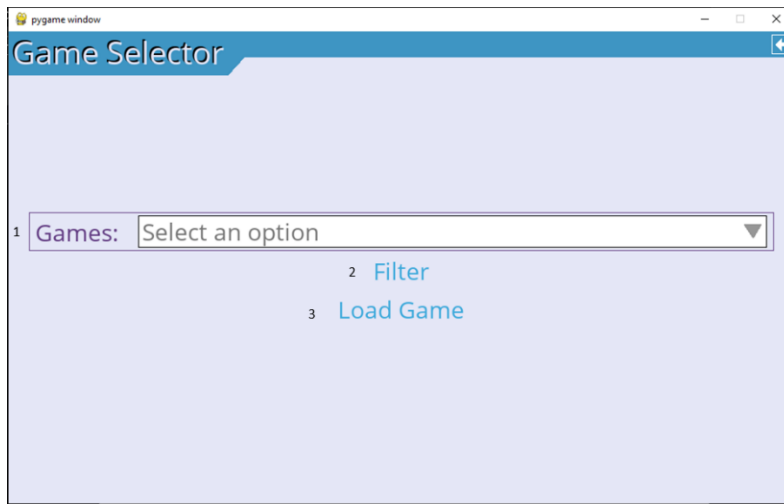 pygame window
Game Selector
1 Games: Select an option
2 Filter
3 Load Game